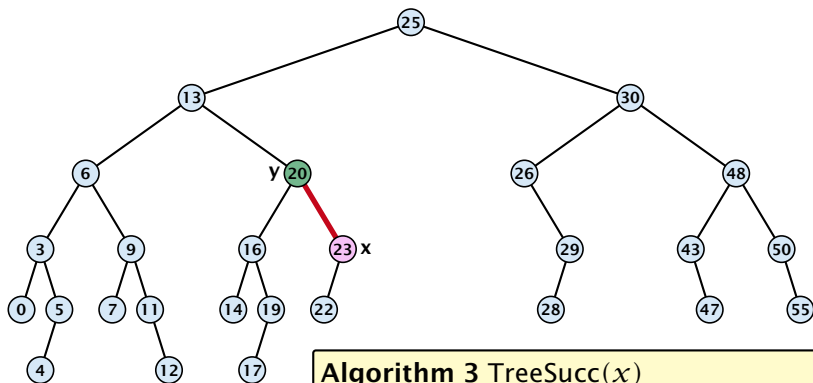 25
13 30
6 y 20 26 48
3 9 16 23 x 29 43 50
0 5 7 11 14 19 22 28 47 55
4 12 17
Algorithm 3 TreeSucc(x)